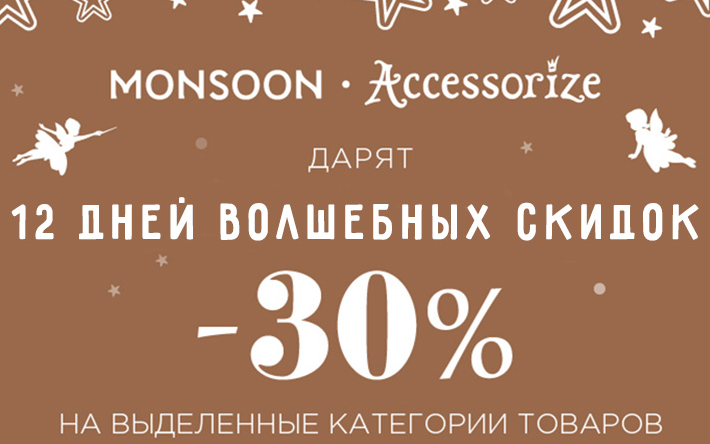 MONSOON · Accessorize
ДАРЯТ
12 ДНЕЙ ВОЛШЕБНЫХ СКИДОК
-30%
НА ВЫДЕЛЕННЫЕ КАТЕГОРИИ ТОВАРОВ